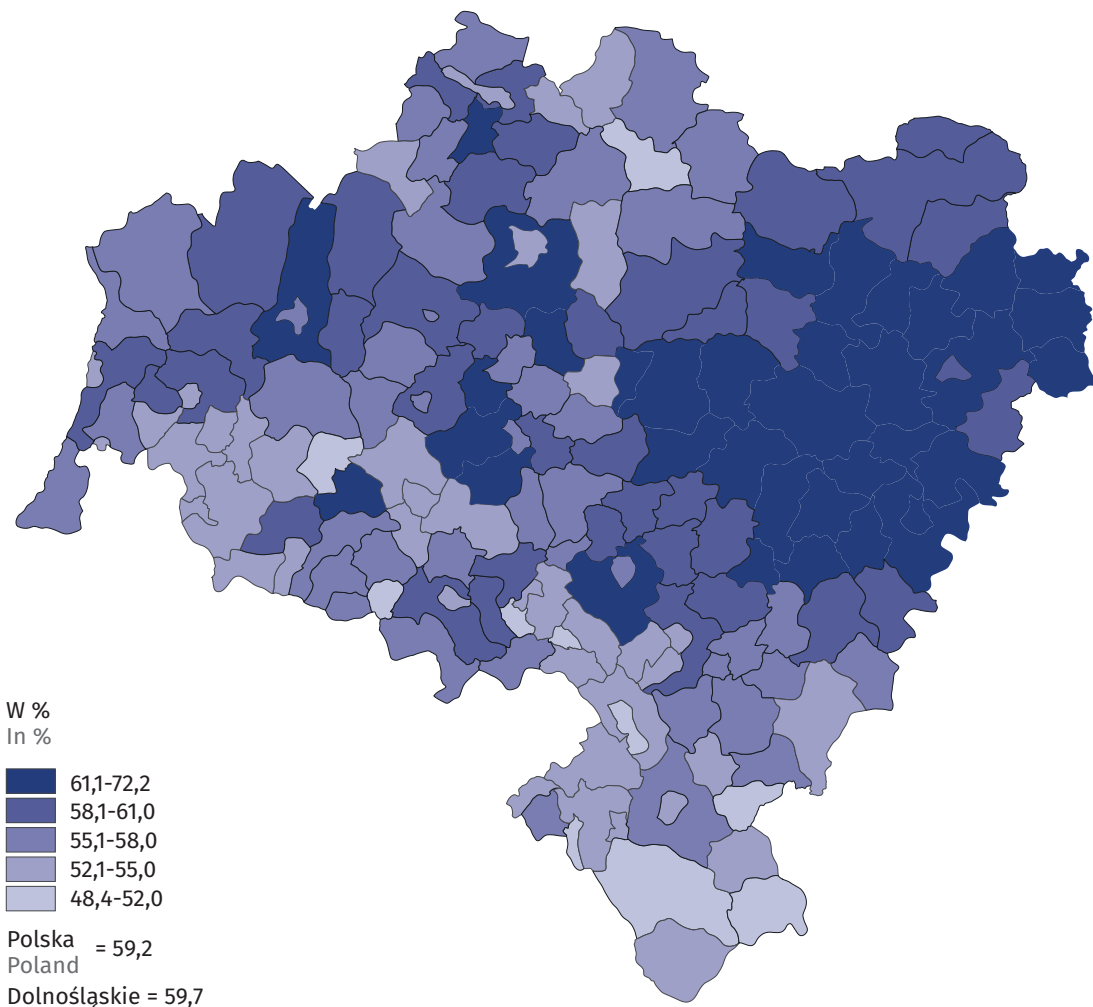 W %
In %
61,1-72,2
58,1-61,0
55,1-58,0
52,1-55,0
48,4-52,0
Polska
= 59,2
Poland
Dolnośląskie = 59,7